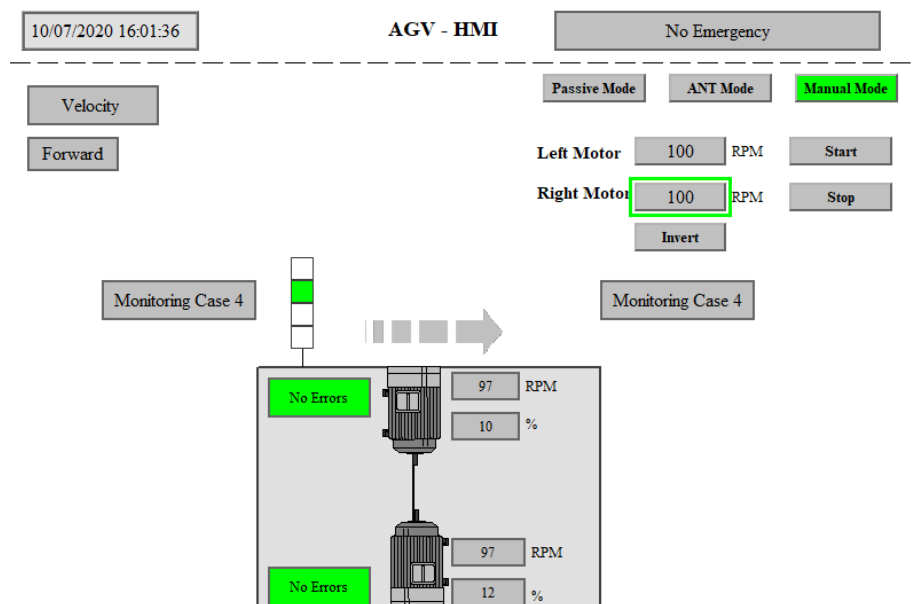 10/07/2020 16:01:36 AGV - HMI No Emergency
Passive Mode ANT Mode Manual Mode
Velocity
Forward
Left Motor 100 RPM Start
Right Motor 100 RPM Stop
Invert
Monitoring Case 4 Monitoring Case 4
No Errors 97 RPM
10 %
97 RPM
No Errors 12 %